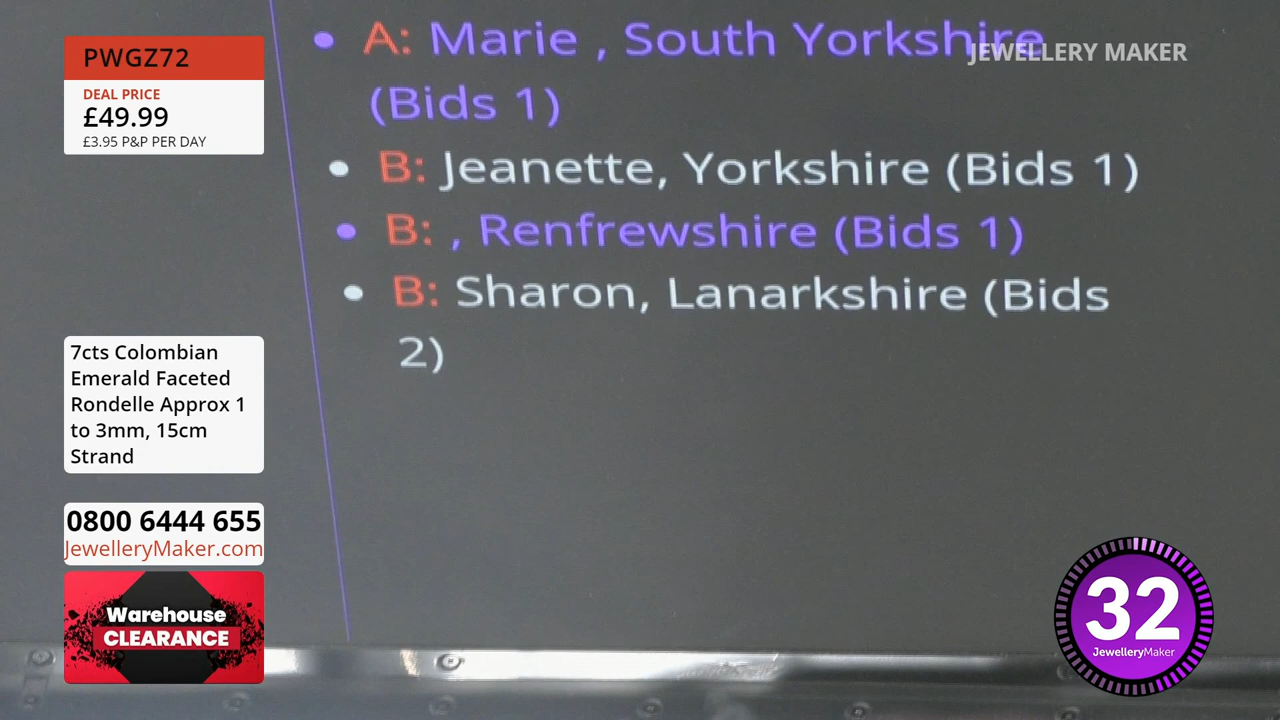 PWGZ72
DEAL PRICE
£49.99
£3.95 P&P PER DAY
A: Marie , South Yorkshire
(Bids 1)
B: Jeanette, Yorkshire (Bids 1)
B: , Renfrewshire (Bids 1)
B: Sharon, Lanarkshire (Bids
2)
JEWELLERY MAKER
7cts Colombian
Emerald Faceted
Rondelle Approx 1
to 3mm, 15cm
Strand
0800 6444 655
JewelleryMaker.com
Warehouse
CLEARANCE
32
JewelleryMaker